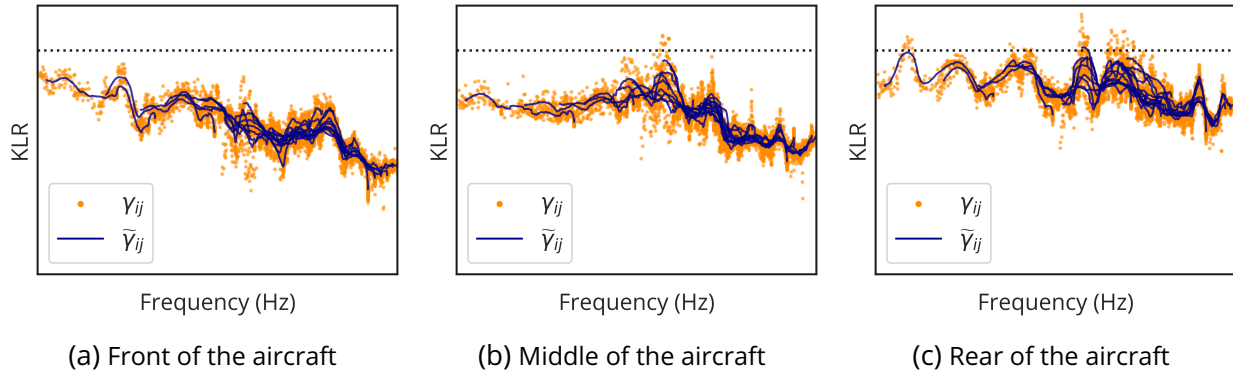 KLR
γij
γ̃ij
Frequency (Hz)
(a) Front of the aircraft
KLR
γij
γ̃ij
Frequency (Hz)
(b) Middle of the aircraft
KLR
γij
γ̃ij
Frequency (Hz)
(c) Rear of the aircraft